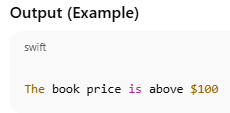 Output (Example)
swift
The book price is above $100